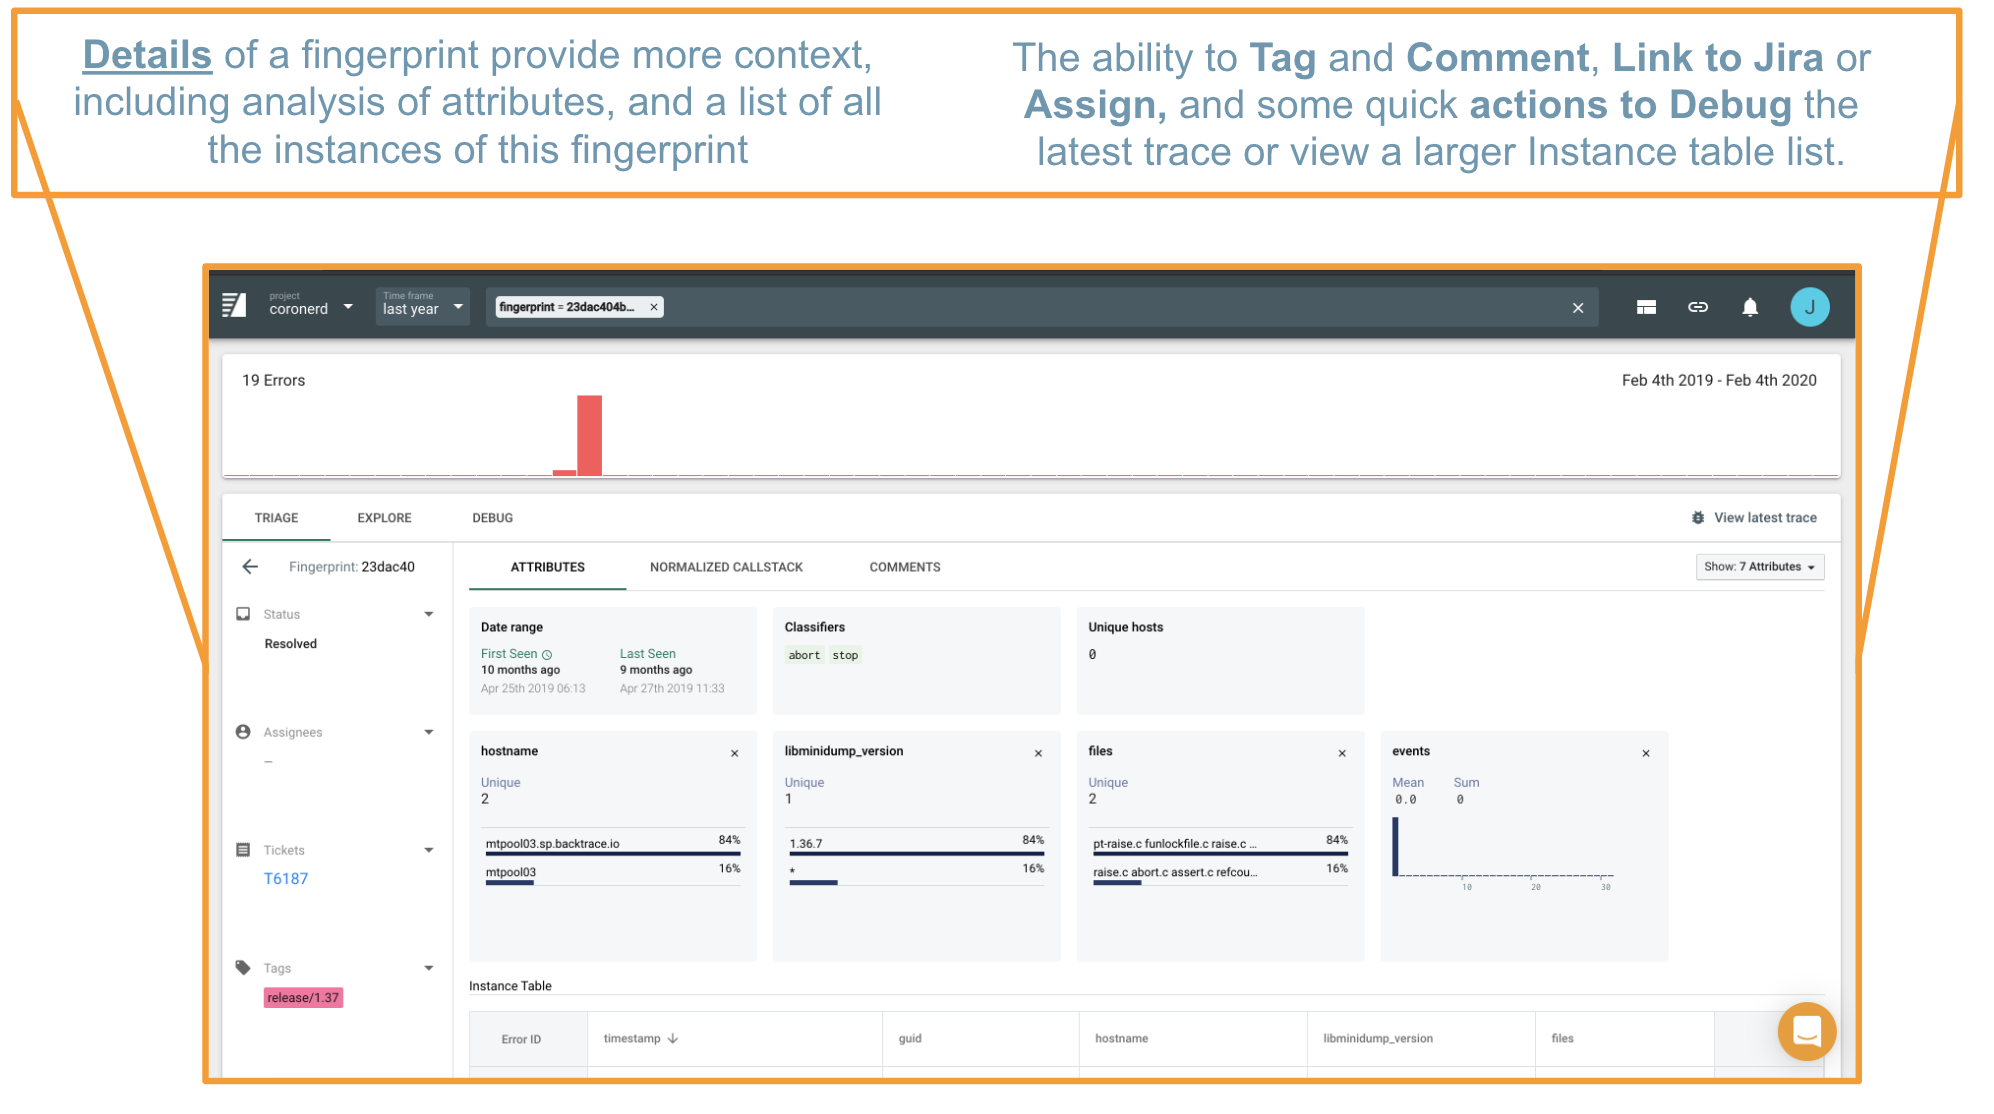 Details of a fingerprint provide more context,
including analysis of attributes, and a list of all
the instances of this fingerprint
The ability to Tag and Comment, Link to Jira or
Assign, and some quick actions to Debug the
latest trace or view a larger Instance table list.
project
coronerd
Time frame
last year
fingerprint = 23dac404b... ×
J
19 Errors
Feb 4th 2019 - Feb 4th 2020
TRIAGE EXPLORE DEBUG
View latest trace
Fingerprint: 23dac40
ATTRIBUTES NORMALIZED CALLSTACK COMMENTS
Show: 7 Attributes
Status
Resolved
Assignees
–
Tickets
T6187
Tags
release/1.37
Date range
First Seen Last Seen
10 months ago 9 months ago
Apr 25th 2019 06:13 Apr 27th 2019 11:33
Classifiers
abort stop
Unique hosts
0
hostname
Unique
2
mtpool03.sp.backtrace.io 84%
mtpool03 16%
libminidump_version
Unique
1
1.36.7 84%
* 16%
files
Unique
2
pt-raise.c funlockfile.c raise.c ... 84%
raise.c abort.c assert.c refcou... 16%
events
Mean Sum
0.0 0
10 20 30
Instance Table
Error ID timestamp guid hostname libminidump_version files